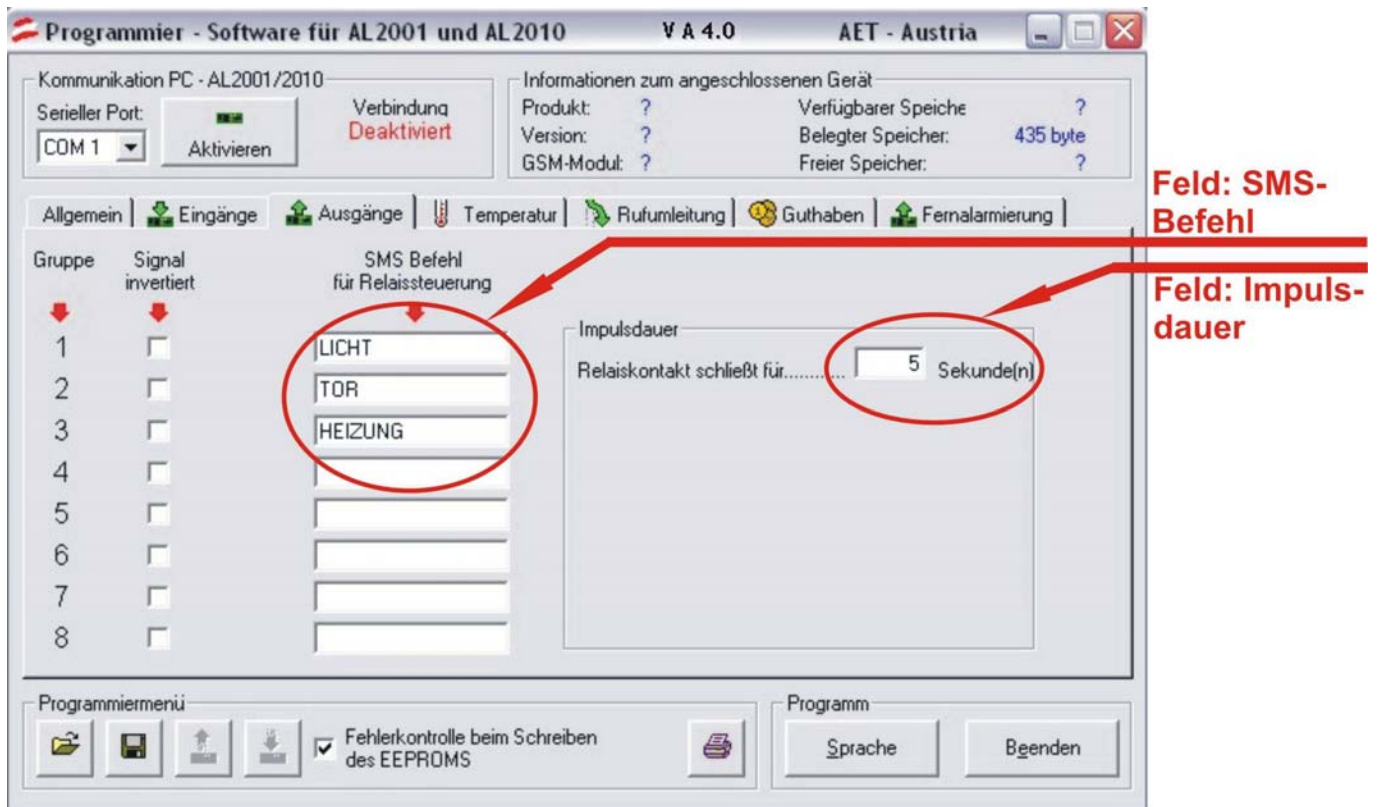 Programmier - Software für AL2001 und AL2010 V A 4.0 AET - Austria
Kommunikation PC - AL2001/2010
Serieller Port:
COM 1
Aktivieren
Verbindung
Deaktiviert
Informationen zum angeschlossenen Gerät
Produkt: ? Verfügbarer Speiche ?
Version: ? Belegter Speicher: 435 byte
GSM-Modul: ? Freier Speicher: ?
Feld: SMS-
Befehl
Allgemein Eingänge Ausgänge Temperatur Rufumleitung Guthaben Fernalarmierung
Feld: Impuls-
dauer
Gruppe Signal invertiert SMS Befehl für Relaissteuerung
1 LICHT
2 TOR
3 HEIZUNG
4
5
6
7
8
Impulsdauer
Relaiskontakt schließt für............ 5 Sekunde(n)
Programmiermenü
Fehlerkontrolle beim Schreiben
des EEPROMS
Programm
Sprache Beenden